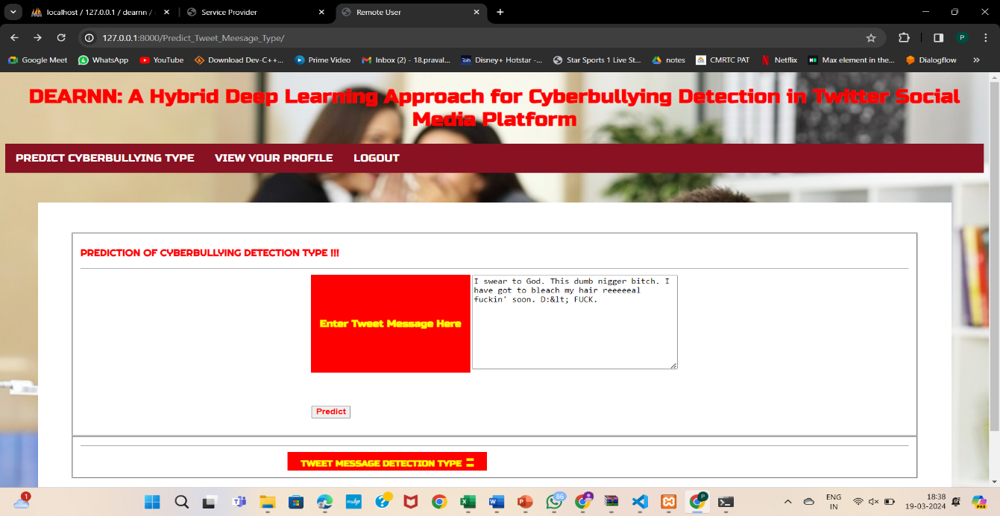 localhost / 127.0.0.1 / dearnn /
Service Provider
Remote User
127.0.0.1:8000/Predict_Tweet_Meesage_Type/
P
Google Meet
WhatsApp
YouTube
Download Dev-C++...
Prime Video
Inbox (2) - 18.praval...
Disney+ Hotstar -...
Star Sports 1 Live St...
notes
CMRTC PAT
Netflix
Max element in the...
Dialogflow
DEARNN: A Hybrid Deep Learning Approach for Cyberbullying Detection in Twitter Social
Media Platform
PREDICT CYBERBULLYING TYPE
VIEW YOUR PROFILE
LOGOUT
PREDICTION OF CYBERBULLYING DETECTION TYPE !!!
Enter Tweet Message Here
I swear to God. This dumb nigger bitch. I
have got to bleach my hair reeeeeal
fuckin' soon. D:&lt; FUCK.
Predict
TWEET MESSAGE DETECTION TYPE ::
1
86
ENG
IN
18:38
19-03-2024